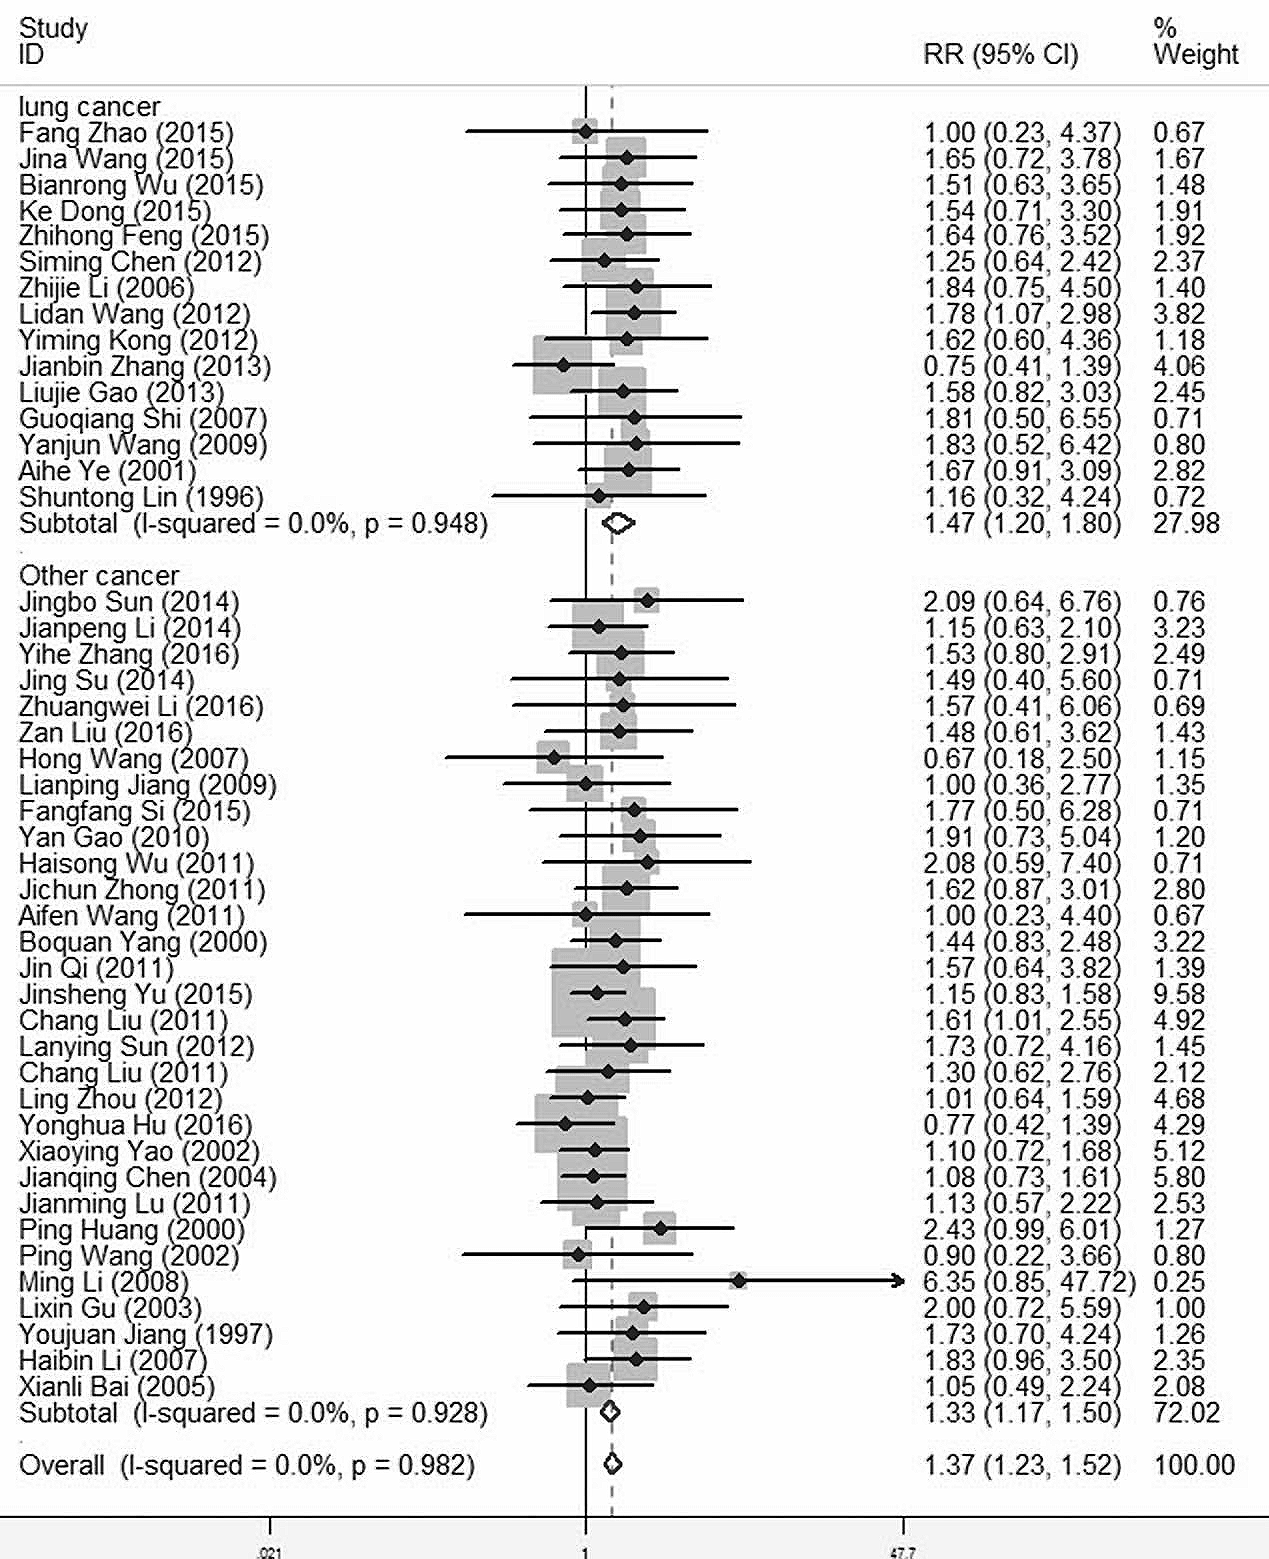 Study %
ID RR (95% CI) Weight
lung cancer
Fang Zhao (2015) 1.00 (0.23, 4.37) 0.67
Jina Wang (2015) 1.65 (0.72, 3.78) 1.67
Bianrong Wu (2015) 1.51 (0.63, 3.65) 1.48
Ke Dong (2015) 1.54 (0.71, 3.30) 1.91
Zhihong Feng (2015) 1.64 (0.76, 3.52) 1.92
Siming Chen (2012) 1.25 (0.64, 2.42) 2.37
Zhijie Li (2006) 1.84 (0.75, 4.50) 1.40
Lidan Wang (2012) 1.78 (1.07, 2.98) 3.82
Yiming Kong (2012) 1.62 (0.60, 4.36) 1.18
Jianbin Zhang (2013) 0.75 (0.41, 1.39) 4.06
Liujie Gao (2013) 1.58 (0.82, 3.03) 2.45
Guoqiang Shi (2007) 1.81 (0.50, 6.55) 0.71
Yanjun Wang (2009) 1.83 (0.52, 6.42) 0.80
Aihe Ye (2001) 1.67 (0.91, 3.09) 2.82
Shuntong Lin (1996) 1.16 (0.32, 4.24) 0.72
Subtotal (I-squared = 0.0%, p = 0.948) 1.47 (1.20, 1.80) 27.98
.
Other cancer
Jingbo Sun (2014) 2.09 (0.64, 6.76) 0.76
Jianpeng Li (2014) 1.15 (0.63, 2.10) 3.23
Yihe Zhang (2016) 1.53 (0.80, 2.91) 2.49
Jing Su (2014) 1.49 (0.40, 5.60) 0.71
Zhuangwei Li (2016) 1.57 (0.41, 6.06) 0.69
Zan Liu (2016) 1.48 (0.61, 3.62) 1.43
Hong Wang (2007) 0.67 (0.18, 2.50) 1.15
Lianping Jiang (2009) 1.00 (0.36, 2.77) 1.35
Fangfang Si (2015) 1.77 (0.50, 6.28) 0.71
Yan Gao (2010) 1.91 (0.73, 5.04) 1.20
Haisong Wu (2011) 2.08 (0.59, 7.40) 0.71
Jichun Zhong (2011) 1.62 (0.87, 3.01) 2.80
Aifen Wang (2011) 1.00 (0.23, 4.40) 0.67
Boquan Yang (2000) 1.44 (0.83, 2.48) 3.22
Jin Qi (2011) 1.57 (0.64, 3.82) 1.39
Jinsheng Yu (2015) 1.15 (0.83, 1.58) 9.58
Chang Liu (2011) 1.61 (1.01, 2.55) 4.92
Lanying Sun (2012) 1.73 (0.72, 4.16) 1.45
Chang Liu (2011) 1.30 (0.62, 2.76) 2.12
Ling Zhou (2012) 1.01 (0.64, 1.59) 4.68
Yonghua Hu (2016) 0.77 (0.42, 1.39) 4.29
Xiaoying Yao (2002) 1.10 (0.72, 1.68) 5.12
Jianqing Chen (2004) 1.08 (0.73, 1.61) 5.80
Jianming Lu (2011) 1.13 (0.57, 2.22) 2.53
Ping Huang (2000) 2.43 (0.99, 6.01) 1.27
Ping Wang (2002) 0.90 (0.22, 3.66) 0.80
Ming Li (2008) 6.35 (0.85, 47.72) 0.25
Lixin Gu (2003) 2.00 (0.72, 5.59) 1.00
Youjuan Jiang (1997) 1.73 (0.70, 4.24) 1.26
Haibin Li (2007) 1.83 (0.96, 3.50) 2.35
Xianli Bai (2005) 1.05 (0.49, 2.24) 2.08
Subtotal (I-squared = 0.0%, p = 0.928) 1.33 (1.17, 1.50) 72.02
.
Overall (I-squared = 0.0%, p = 0.982) 1.37 (1.23, 1.52) 100.00
.021 1 47.7